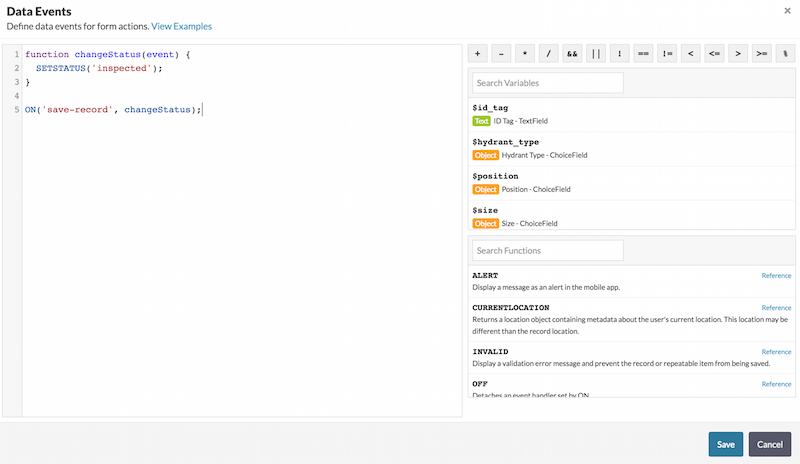 Data Events
×
Define data events for form actions. View Examples
1 function changeStatus(event) {
2 SETSTATUS('inspected');
3 }
4
5 ON('save-record', changeStatus);
+ - * / && || ! == != < <= > >= %
Search Variables
$id_tag
Text ID Tag - TextField
$hydrant_type
Object Hydrant Type - ChoiceField
$position
Object Position - ChoiceField
$size
Object Size - ChoiceField
Search Functions
ALERT Reference
Display a message as an alert in the mobile app.
CURRENTLOCATION Reference
Returns a location object containing metadata about the user's current location. This location may be
different than the record location.
INVALID Reference
Display a validation error message and prevent the record or repeatable item from being saved.
OFF Reference
Detaches an event handler set by ON
Save Cancel